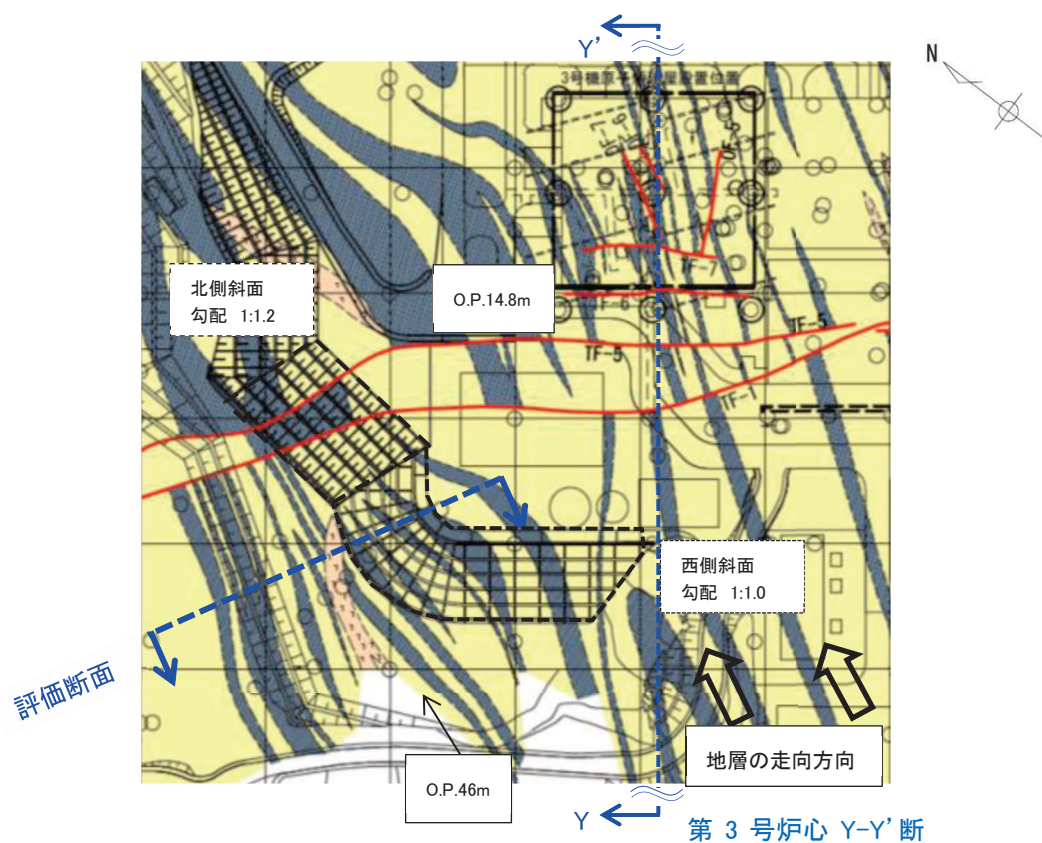 Y’
N
3号機原子炉建屋設置位置
TF-7
北側斜面
勾配 1:1.2
O.P.14.8m
TF-5
TF-5
TF-1
西側斜面
勾配 1:1.0
評価断面
地層の走向方向
O.P.46m
Y
第 3 号炉心 Y-Y’断